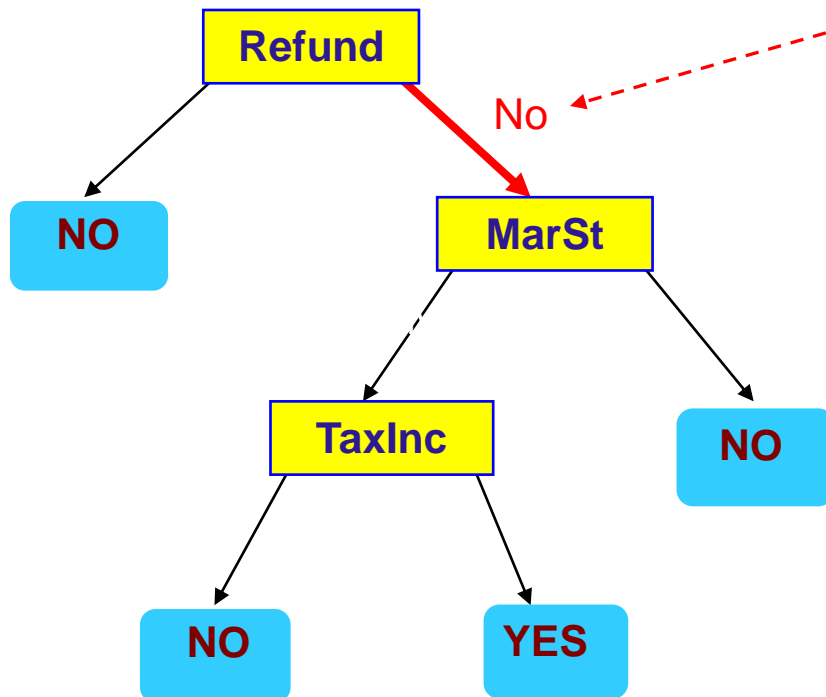 Refund
No
NO
MarSt
TaxInc
NO
NO
YES